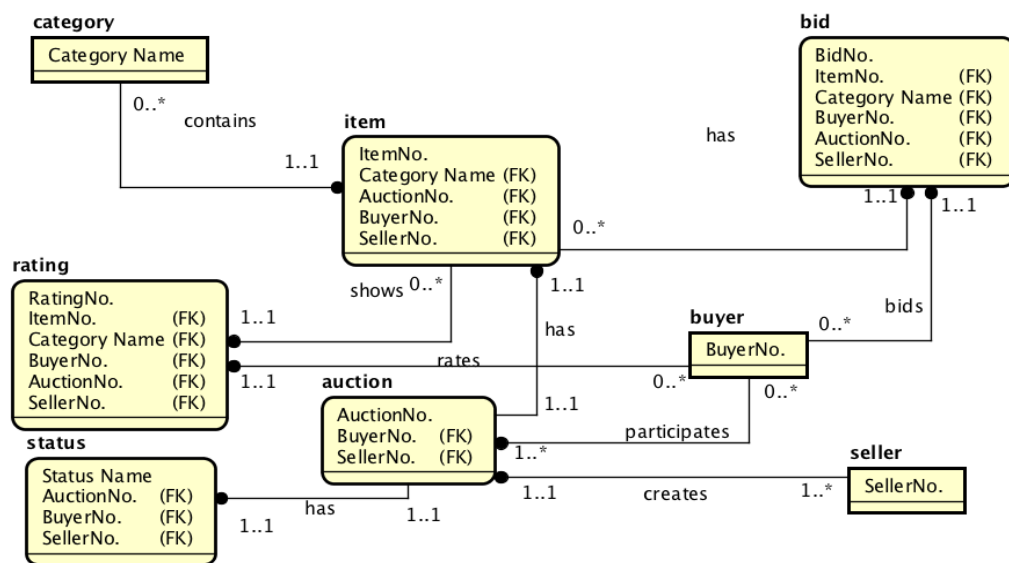 category
Category Name
0..*
contains
1..1
item
ItemNo.
Category Name (FK)
AuctionNo. (FK)
BuyerNo. (FK)
SellerNo. (FK)
has
bid
BidNo.
ItemNo. (FK)
Category Name (FK)
BuyerNo. (FK)
AuctionNo. (FK)
SellerNo. (FK)
1..1
1..1
0..*
rating
RatingNo.
ItemNo. (FK)
Category Name (FK)
BuyerNo. (FK)
AuctionNo. (FK)
SellerNo. (FK)
shows
0..*
1..1
1..1
1..1
has
1..1
rates
buyer
BuyerNo.
0..*
bids
0..*
0..*
auction
AuctionNo.
BuyerNo. (FK)
SellerNo. (FK)
participates
1..*
status
Status Name
AuctionNo. (FK)
BuyerNo. (FK)
SellerNo. (FK)
1..1
has
1..1
1..1
creates
1..*
seller
SellerNo.